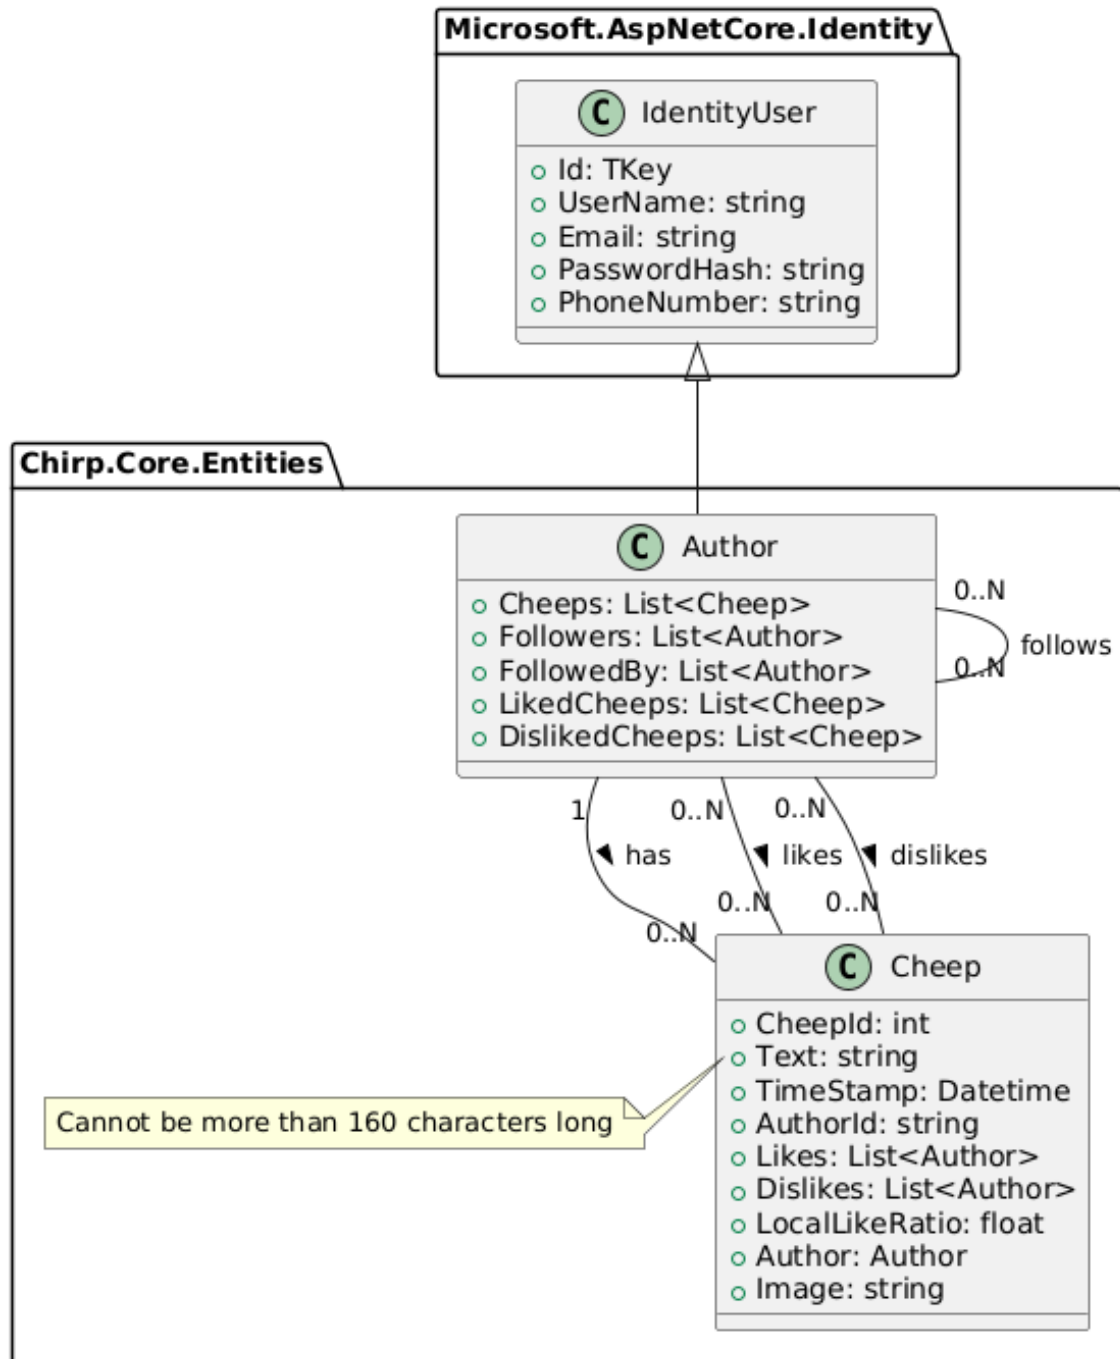 Microsoft.AspNetCore.Identity
C IdentityUser
Id: TKey
UserName: string
Email: string
PasswordHash: string
PhoneNumber: string
Chirp.Core.Entities
C Author
Cheeps: List<Cheep>
Followers: List<Author>
FollowedBy: List<Author>
LikedCheeps: List<Cheep>
DislikedCheeps: List<Cheep>
0..N
follows
0..N
1
0..N
0..N
has
likes
dislikes
0..N
0..N
0..N
C Cheep
CheepId: int
Text: string
TimeStamp: Datetime
AuthorId: string
Likes: List<Author>
Dislikes: List<Author>
LocalLikeRatio: float
Author: Author
Image: string
Cannot be more than 160 characters long